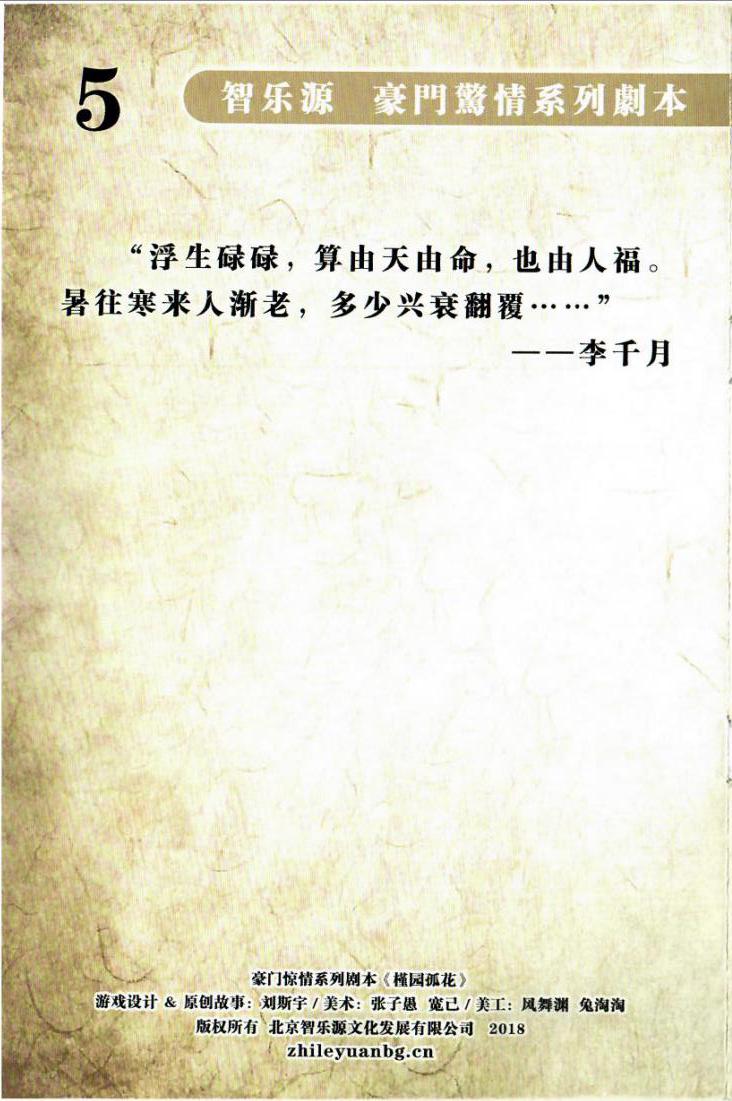 5
智乐源 豪門驚情系列劇本
“浮生碌碌，算由天由命，也由人福。
暑往寒来人渐老，多少兴衰翻覆……”
——李千月
豪门惊情系列剧本《槿园孤花》
游戏设计 & 原创故事：刘斯宇 / 美术：张子愚 寬已 / 美工：风舞渊 兔淘淘
版权所有 北京智乐源文化发展有限公司 2018
zhileyuanbg.cn